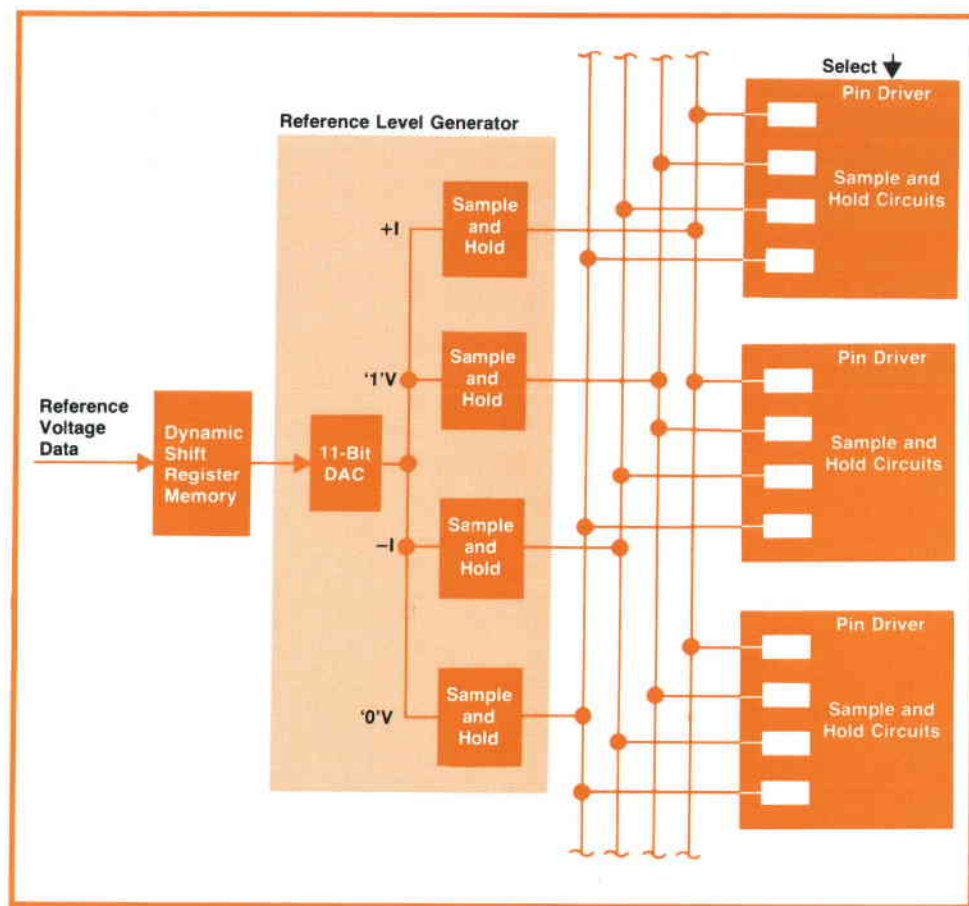 Select
Pin Driver
Sample and
Hold Circuits
Reference Level Generator
+I
Sample
and
Hold
'1'V
Sample
and
Hold
Reference
Voltage
Data
Dynamic
Shift
Register
Memory
11-Bit
DAC
–I
Sample
and
Hold
'0'V
Sample
and
Hold
Pin Driver
Sample and
Hold Circuits
Pin Driver
Sample and
Hold Circuits